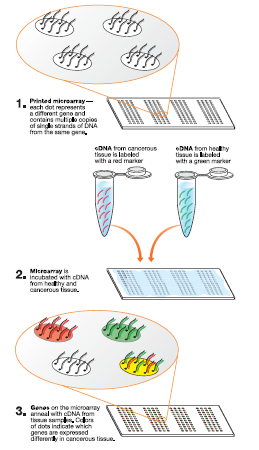 1. Printed microarray—
each dot represents
a different gene and
contains multiple copies
of single strands of DNA
from the same gene.
cDNA from cancerous
tissue is labeled
with a red marker
cDNA from healthy
tissue is labeled
with a green marker
2. Microarray is
incubated with cDNA
from healthy and
cancerous tissue.
3. Genes on the microarray
anneal with cDNA from
tissue samples. Colors
of dots indicate which
genes are expressed
differently in cancerous tissue.